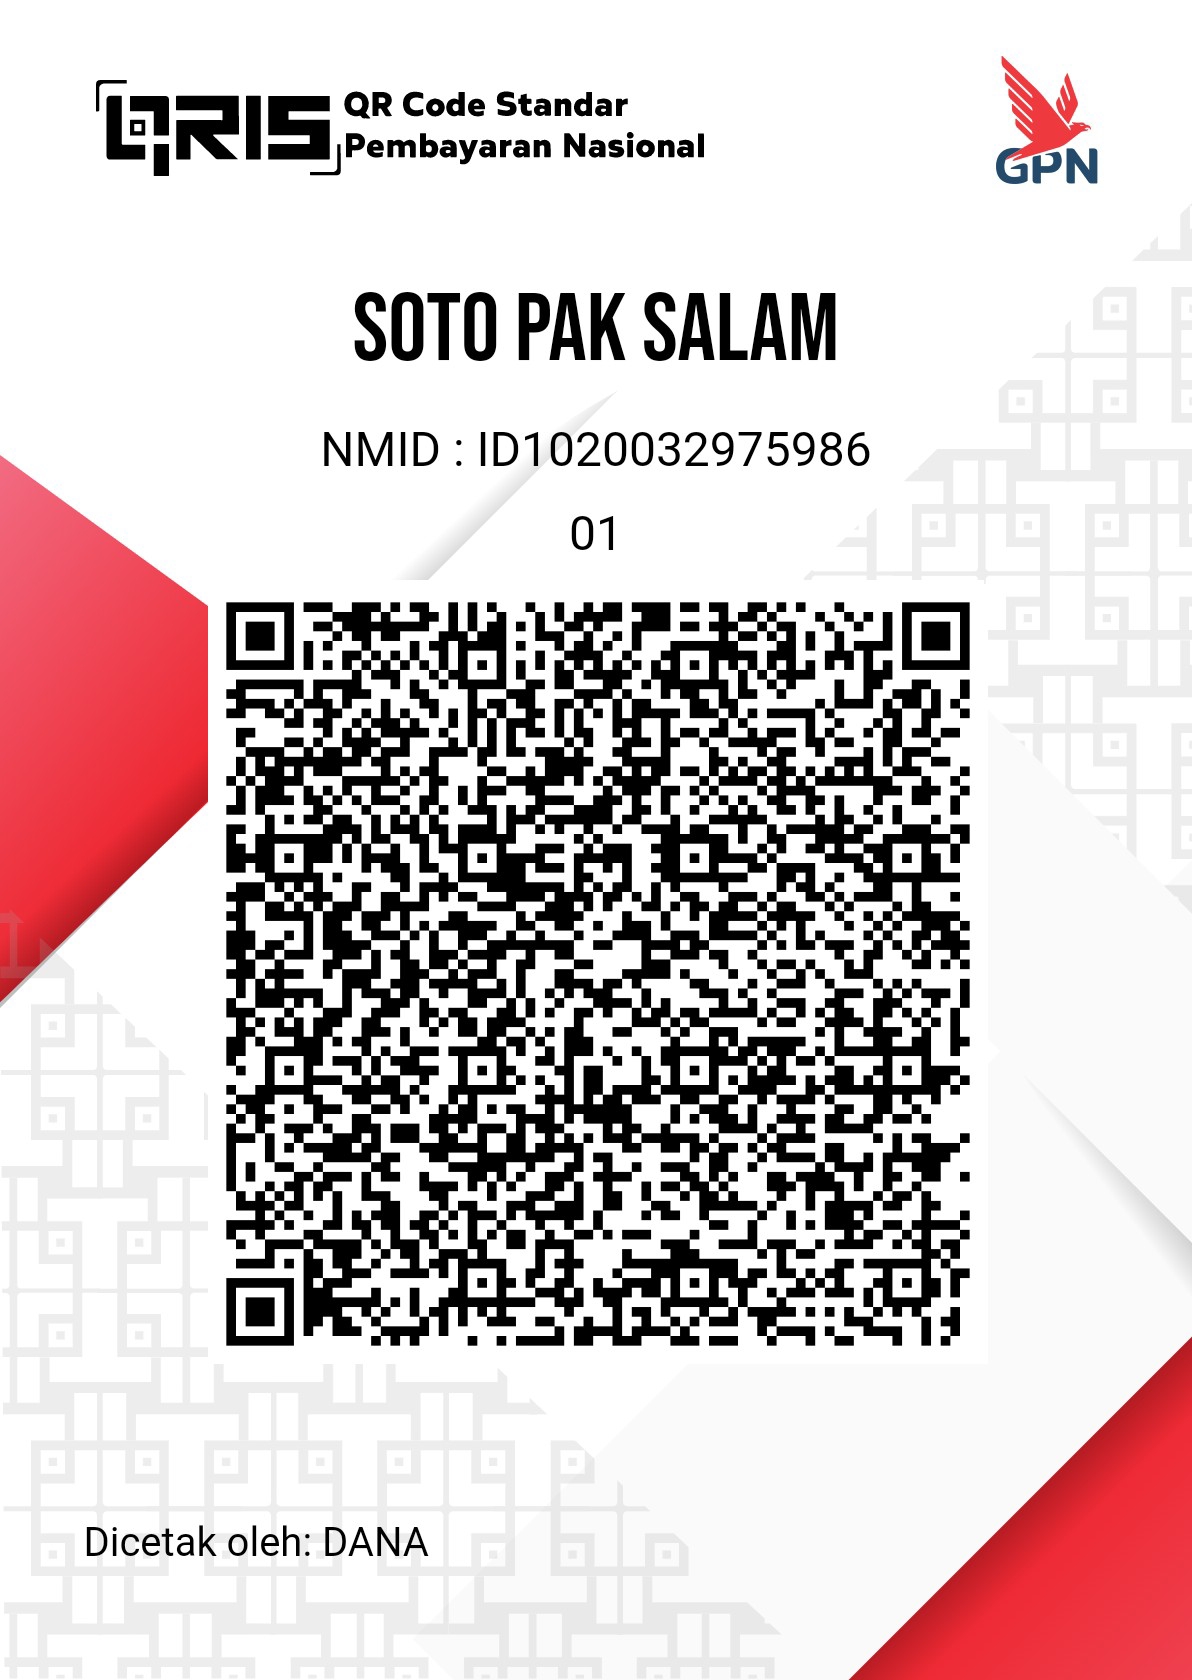 QRIS QR Code Standar
Pembayaran Nasional
GPN
SOTO PAK SALAM
NMID : ID1020032975986
01
Dicetak oleh: DANA